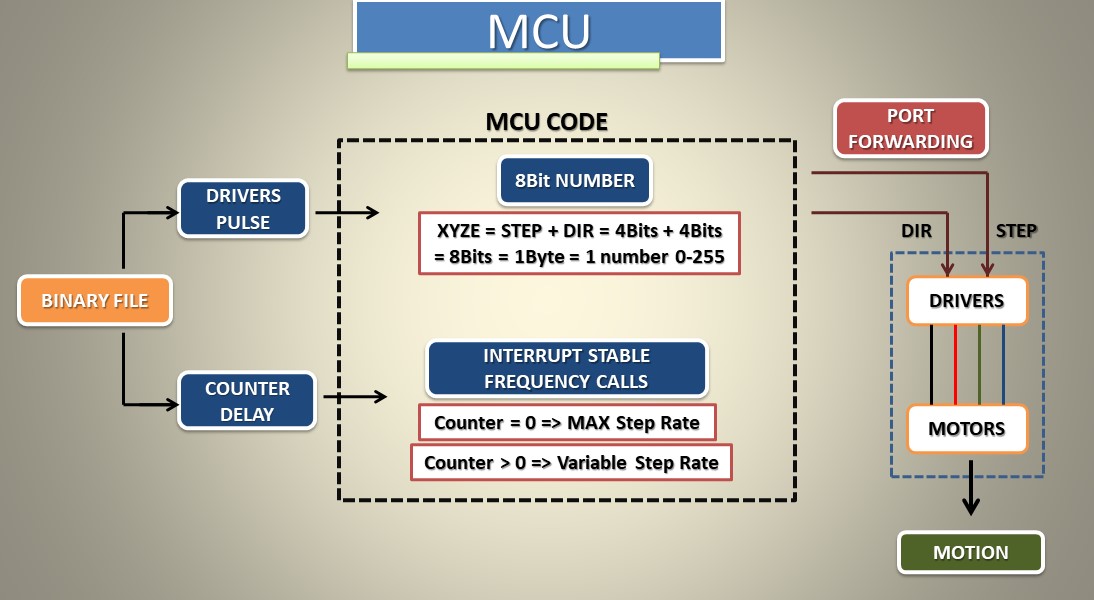 MCU
MCU CODE
PORT
FORWARDING
8Bit NUMBER
DRIVERS
PULSE
XYZE = STEP + DIR = 4Bits + 4Bits
= 8Bits = 1Byte = 1 number 0-255
DIR
STEP
BINARY FILE
DRIVERS
INTERRUPT STABLE
FREQUENCY CALLS
COUNTER
DELAY
Counter = 0 => MAX Step Rate
Counter > 0 => Variable Step Rate
MOTORS
MOTION